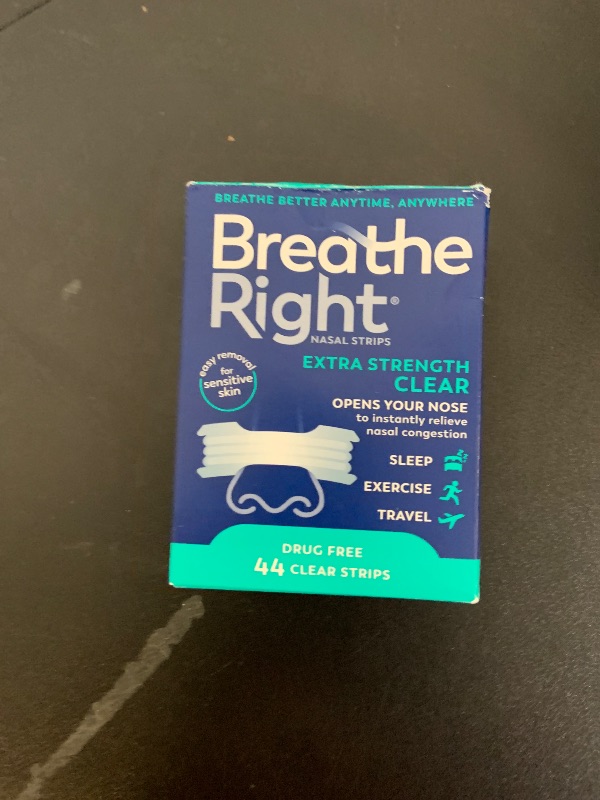 BREATHE BETTER ANYTIME, ANYWHERE
Breathe
Right®
NASAL STRIPS
easy removal
for
sensitive
skin
EXTRA STRENGTH
CLEAR
OPENS YOUR NOSE
to instantly relieve
nasal congestion
SLEEP
EXERCISE
TRAVEL
DRUG FREE
44 CLEAR STRIPS